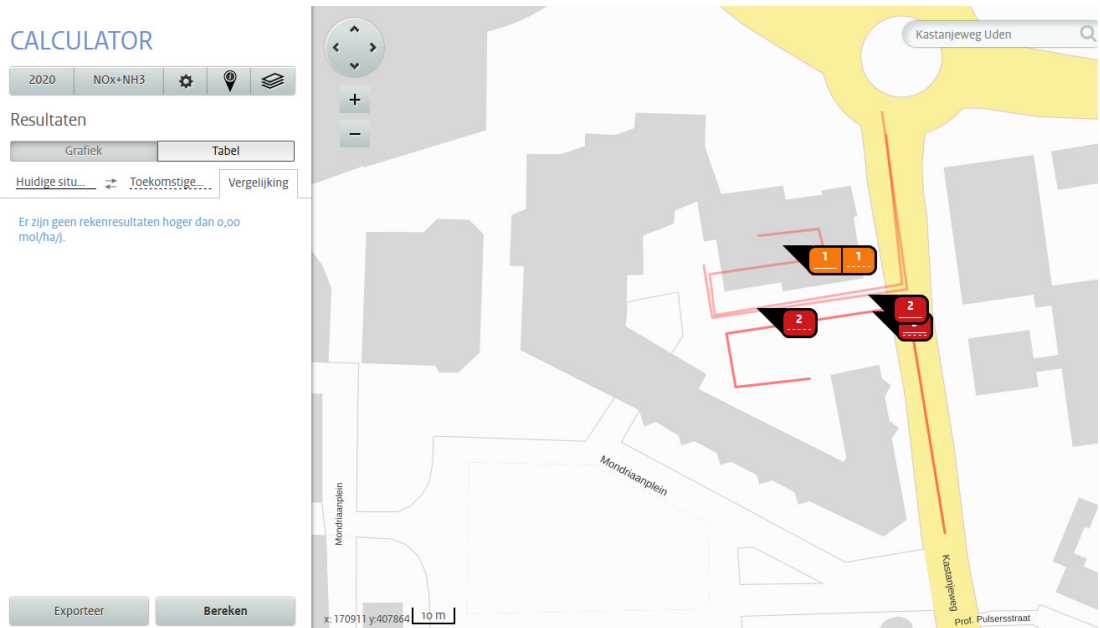 CALCULATOR
2020 NOx+NH3
Resultaten
Grafiek Tabel
Huidige situ... Toekomstige... Vergelijking
Er zijn geen rekenresultaten hoger dan 0,00
mol/ha/j.
Exporteer Bereken
Kastanjeweg Uden
1 1
2
2
Mondriaanplein
Mondriaanplein
Kastanjeweg
Prof. Pulsersstraat
x: 170911 y:407864 10 m